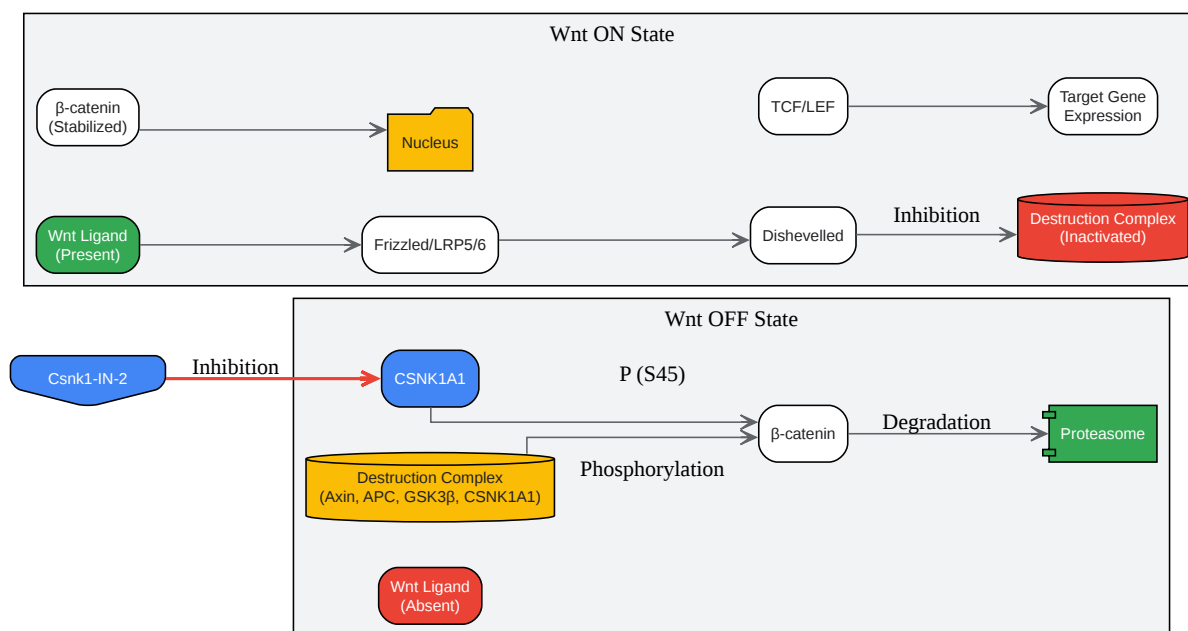 Wnt ON State
β-catenin
(Stabilized)
Nucleus
TCF/LEF
Target Gene
Expression
Wnt Ligand
(Present)
Frizzled/LRP5/6
Dishevelled
Inhibition
Destruction Complex
(Inactivated)
Wnt OFF State
Csnk1-IN-2
Inhibition
CSNK1A1
P (S45)
β-catenin
Degradation
Proteasome
Destruction Complex
(Axin, APC, GSK3β, CSNK1A1)
Phosphorylation
Wnt Ligand
(Absent)